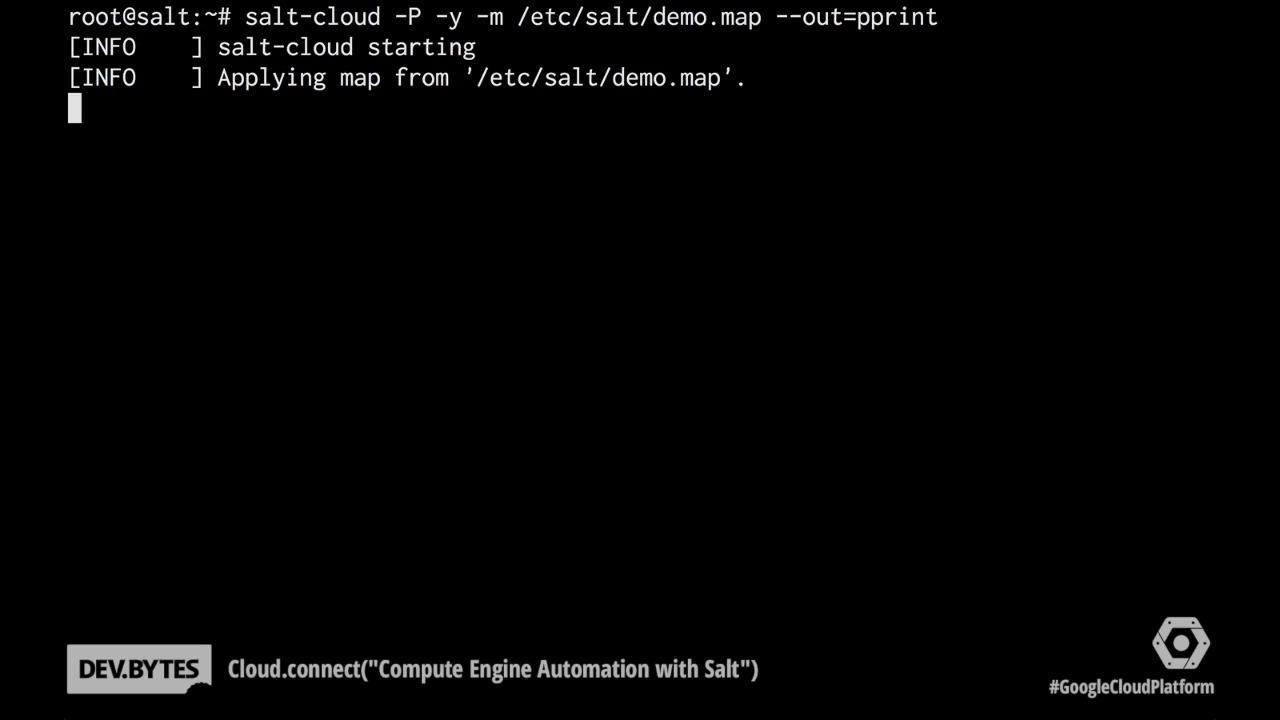 root@salt:~# salt-cloud -P -y -m /etc/salt/demo.map --out=pprint
[INFO    ] salt-cloud starting
[INFO    ] Applying map from '/etc/salt/demo.map'.
DEV.BYTES Cloud.connect("Compute Engine Automation with Salt")
#GoogleCloudPlatform